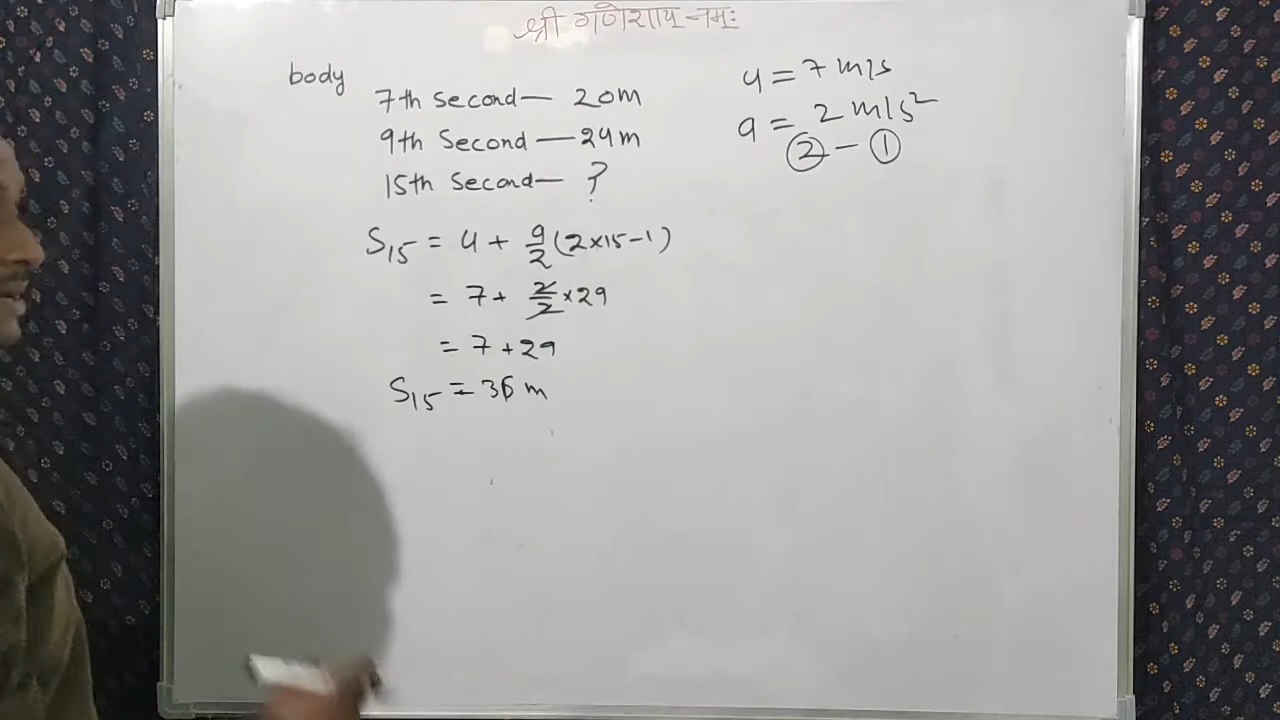 श्री गणेशाय नमः
body
7th Second— 20m
9th Second —24m
15th Second— ?
S15 = u + a/2 (2×15-1)
= 7+ 2/2 ×29
= 7+29
S15 = 36 m
u = 7 m/s
a = 2 m/s²
② - ①